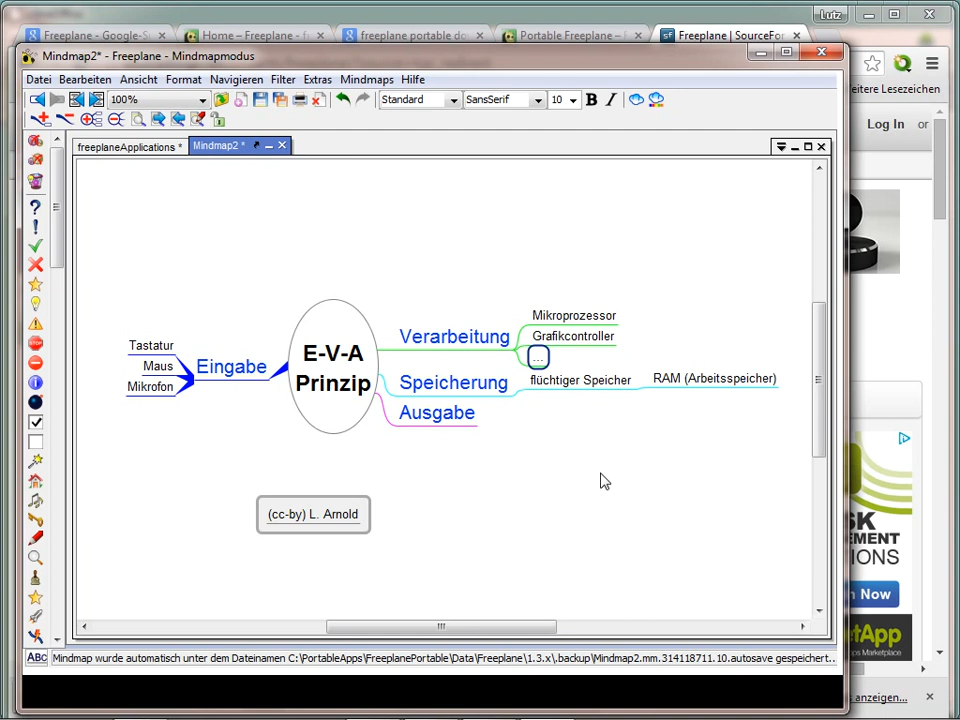 Lutz
Freeplane - Google-S
Home – Freeplane - f
freeplane portable do
Portable Freeplane –
Freeplane | SourceFor
Mindmap2* - Freeplane - Mindmapmodus
Datei Bearbeiten Ansicht Format Navigieren Filter Extras Mindmaps Hilfe
100%
Standard
SansSerif
10
B
I
eitere Lesezeichen
Log In or
freeplaneApplications *
Mindmap2 *
Mikroprozessor
Verarbeitung
Grafikcontroller
...
Tastatur
Maus
Mikrofon
Eingabe
E-V-A
Prinzip
Speicherung
flüchtiger Speicher
RAM (Arbeitsspeicher)
Ausgabe
(cc-by) L. Arnold
SK
EMENT
IONS
n Now
etApp
ps Marketplace
ABC
Mindmap wurde automatisch unter dem Dateinamen C:\PortableApps\FreeplanePortable\Data\Freeplane\1.3.x\.backup\Mindmap2.mm.314118711.10.autosave gespeichert..
s anzeigen...